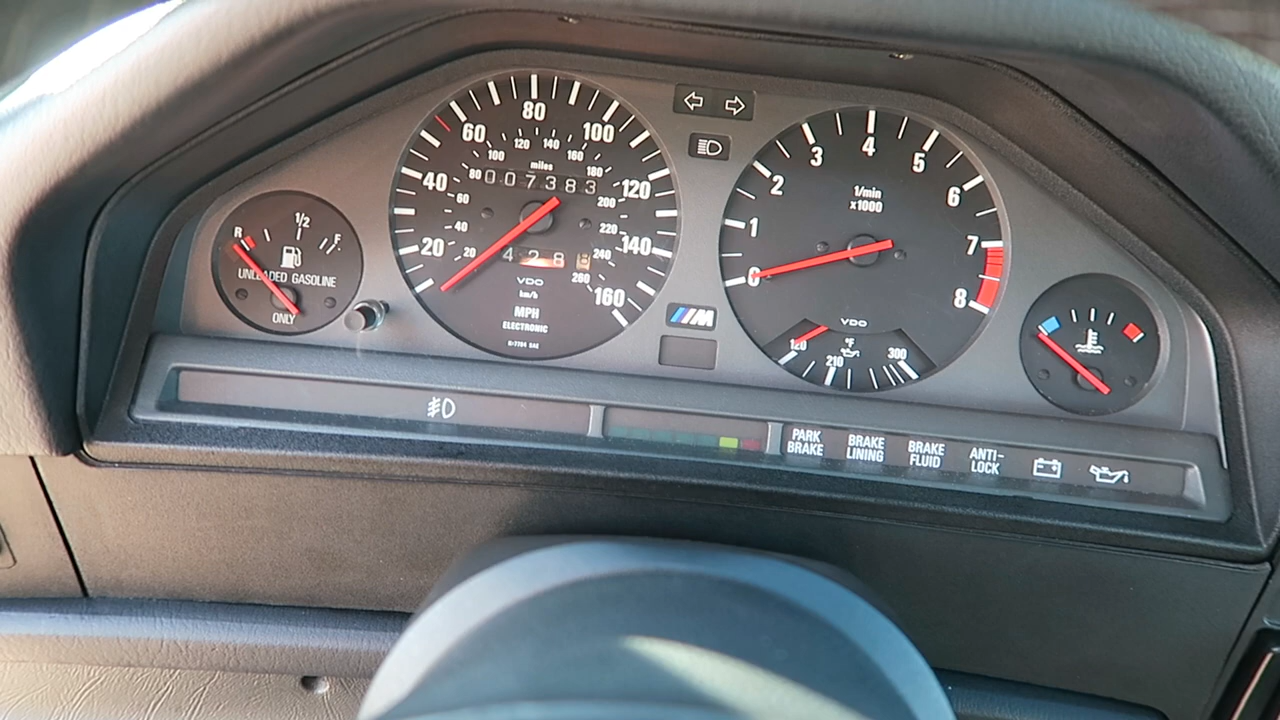 R 1/2 F
UNLEADED GASOLINE
ONLY
20 40 60 80 100 120 140 160
20 40 60 80 100 120 140 160 180 200 220 240 260
miles
007383
428
VDO
km/h
MPH
ELECTRONIC
M
0 1 2 3 4 5 6 7 8
1/min
x1000
VDO
°F
120 210 300
PARK
BRAKE
BRAKE
LINING
BRAKE
FLUID
ANTI-
LOCK